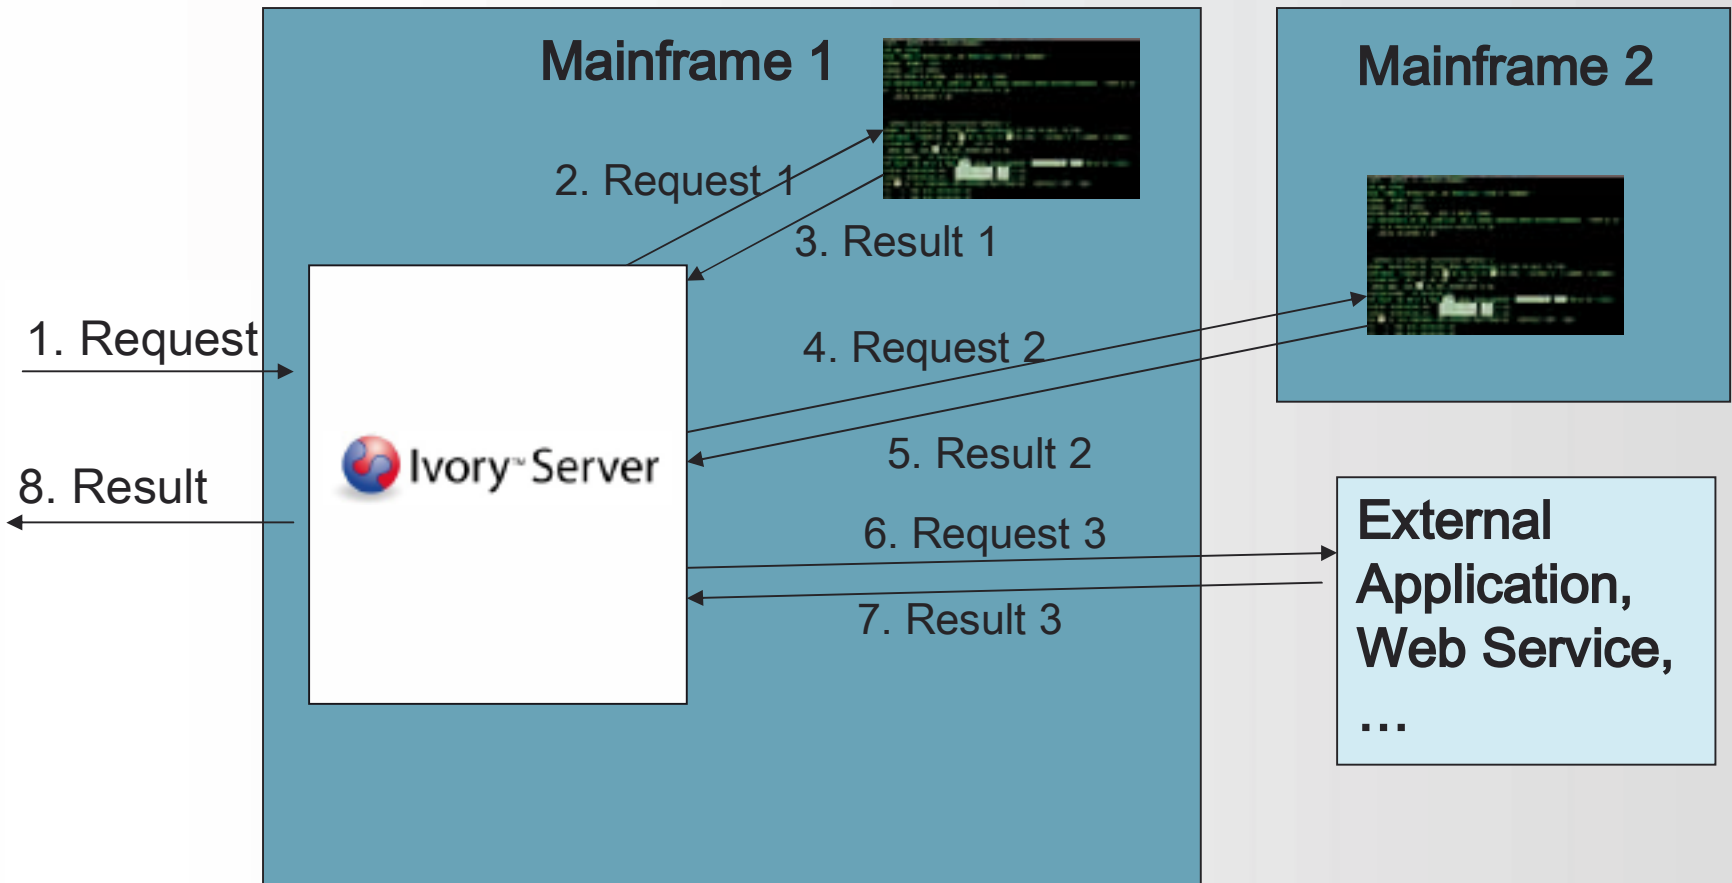 Mainframe 1
Mainframe 2
2. Request 1
3. Result 1
1. Request
4. Request 2
Ivory™ Server
5. Result 2
8. Result
6. Request 3
7. Result 3
External
Application,
Web Service,
…